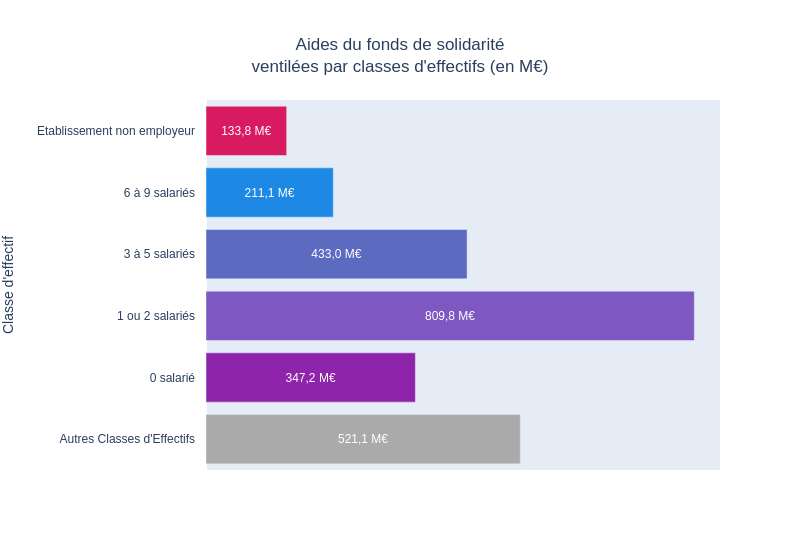 Aides du fonds de solidarité
ventilées par classes d'effectifs (en M€)
Classe d'effectif
Etablissement non employeur
133,8 M€
6 à 9 salariés
211,1 M€
3 à 5 salariés
433,0 M€
1 ou 2 salariés
809,8 M€
0 salarié
347,2 M€
Autres Classes d'Effectifs
521,1 M€